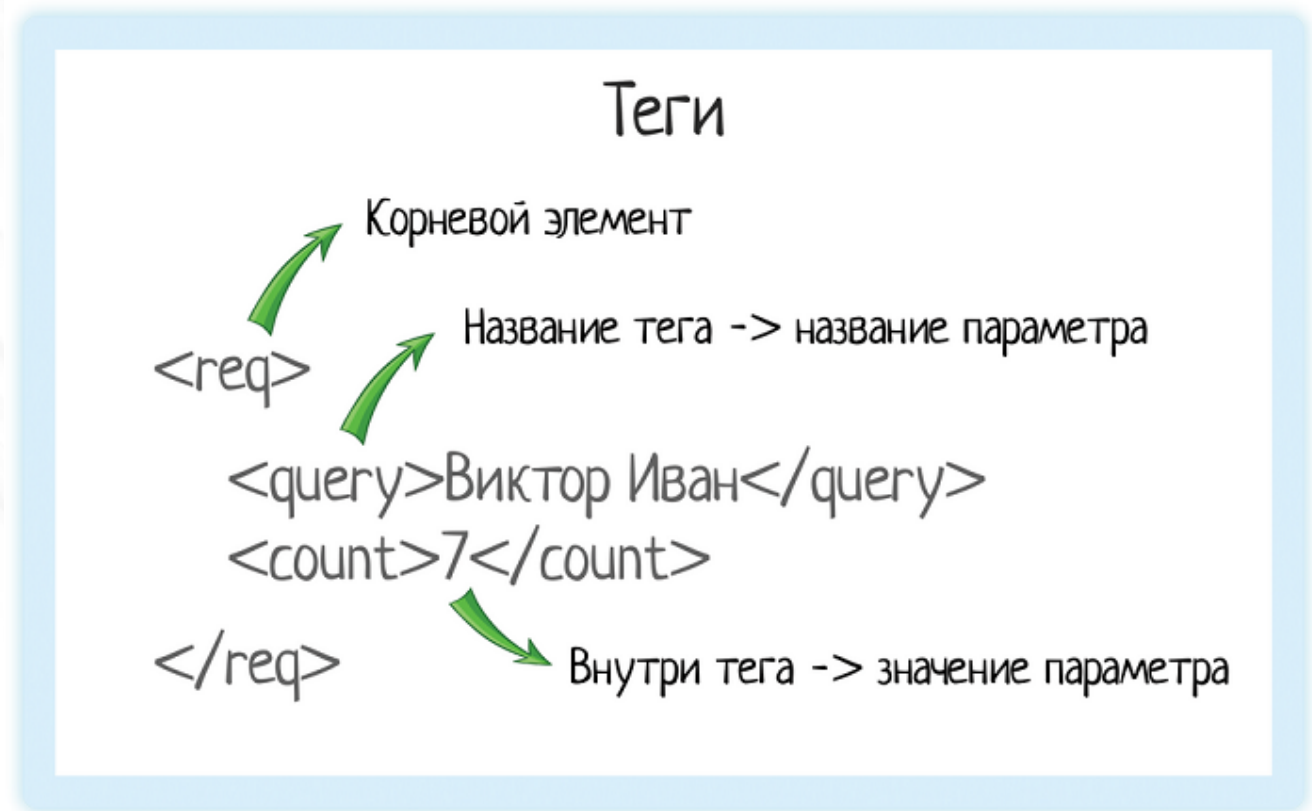 Теги
Корневой элемент
Название тега -> название параметра
<req>
<query>Виктор Иван</query>
<count>7</count>
</req>
Внутри тега -> значение параметра